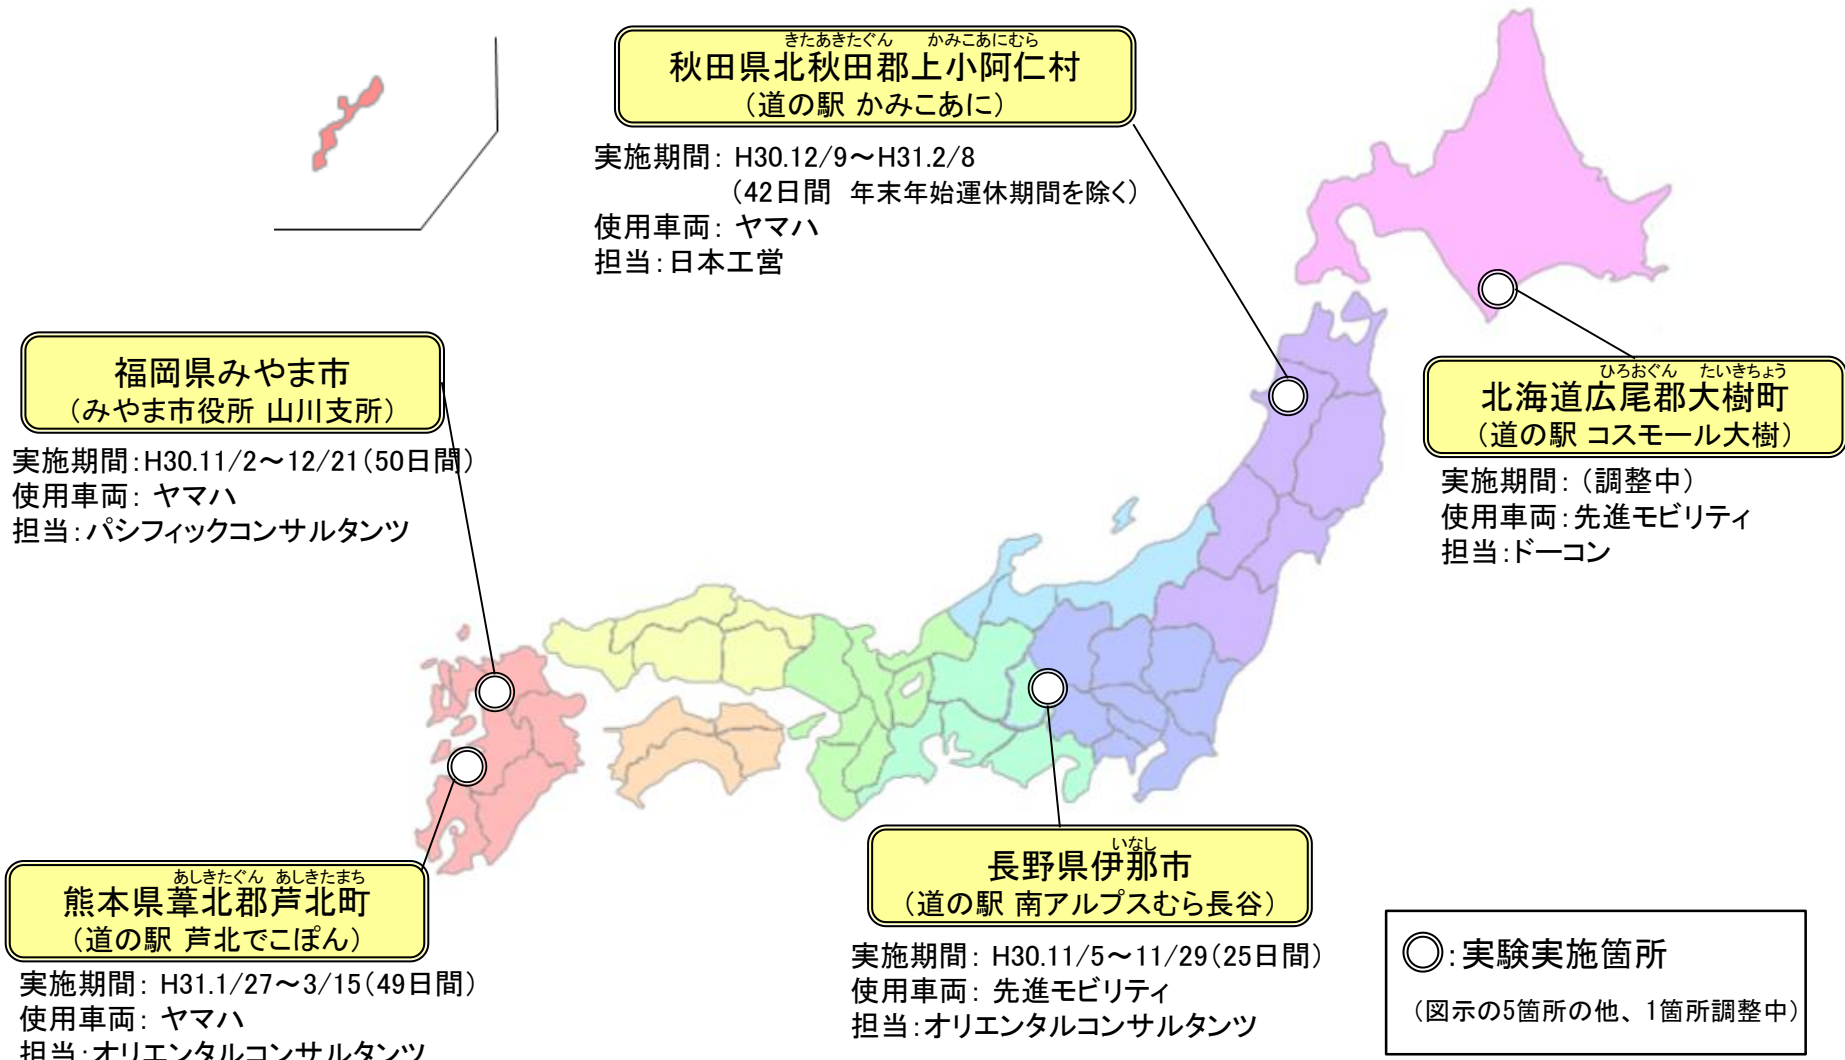 きたあきたぐん かみこあにむら
秋田県北秋田郡上小阿仁村
（道の駅 かみこあに）
実施期間： H30.12/9～H31.2/8
（42日間 年末年始運休期間を除く）
使用車両： ヤマハ
担当：日本工営
福岡県みやま市
（みやま市役所 山川支所）
実施期間：H30.11/2～12/21（50日間）
使用車両： ヤマハ
担当：パシフィックコンサルタンツ
ひろおぐん たいきちょう
北海道広尾郡大樹町
（道の駅 コスモール大樹）
実施期間：（調整中）
使用車両：先進モビリティ
担当：ドーコン
あしきたぐん あしきたまち
熊本県葦北郡芦北町
（道の駅 芦北でこぽん）
実施期間： H31.1/27～3/15（49日間）
使用車両： ヤマハ
担当：オリエンタルコンサルタンツ
いなし
長野県伊那市
（道の駅 南アルプスむら長谷）
実施期間： H30.11/5～11/29（25日間）
使用車両： 先進モビリティ
担当：オリエンタルコンサルタンツ
◎：実験実施箇所
（図示の5箇所の他、1箇所調整中）